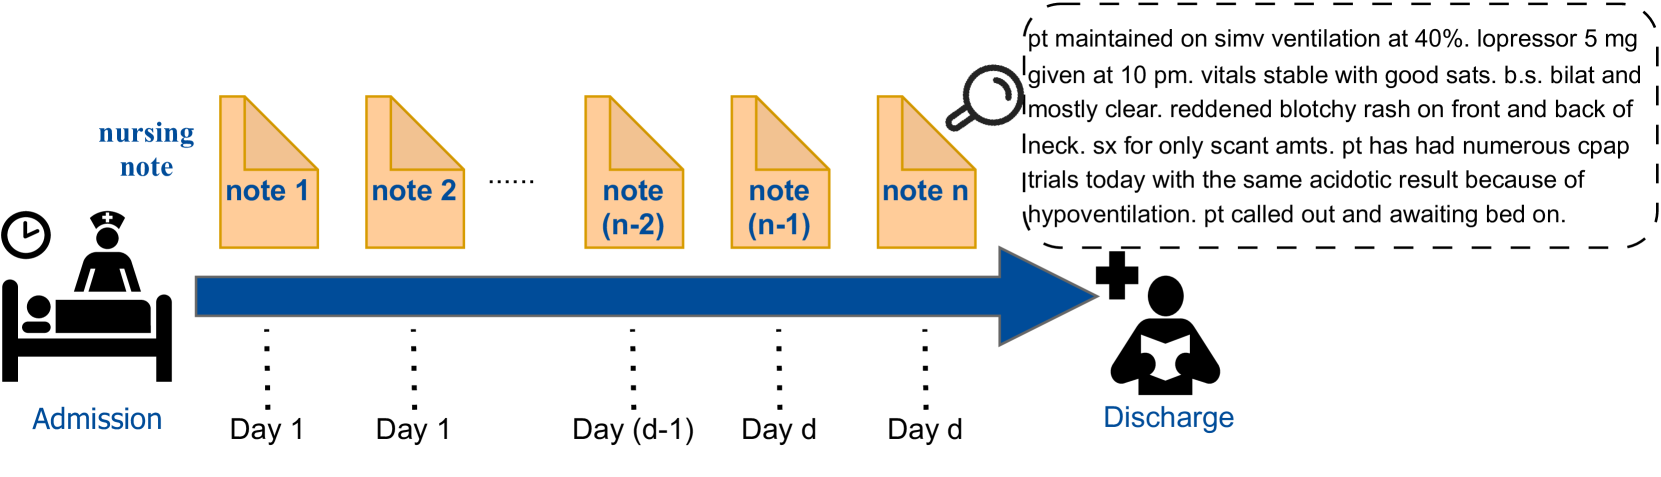 pt maintained on simv ventilation at 40%. lopressor 5 mg
given at 10 pm. vitals stable with good sats. b.s. bilat and
mostly clear. reddened blotchy rash on front and back of
neck. sx for only scant amts. pt has had numerous cpap
trials today with the same acidotic result because of
hypoventilation. pt called out and awaiting bed on.
nursing
note
note 1
note 2
......
note
(n-2)
note
(n-1)
note n
Admission
Discharge
Day 1
Day 1
Day (d-1)
Day d
Day d